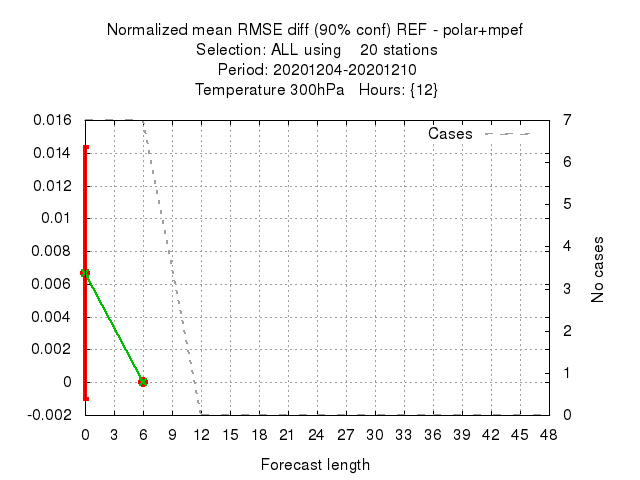 Normalized mean RMSE diff (90% conf) REF - polar+mpef
Selection: ALL using 20 stations
Period: 20201204-20201210
Temperature 300hPa Hours: {12}
Cases
0.016
0.014
0.012
0.01
0.008
0.006
0.004
0.002
0
-0.002
7
6
5
4
3
2
1
0
No cases
0 3 6 9 12 15 18 21 24 27 30 33 36 39 42 45 48
Forecast length